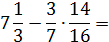 7 1/3 − 3/7 · 14/16 =